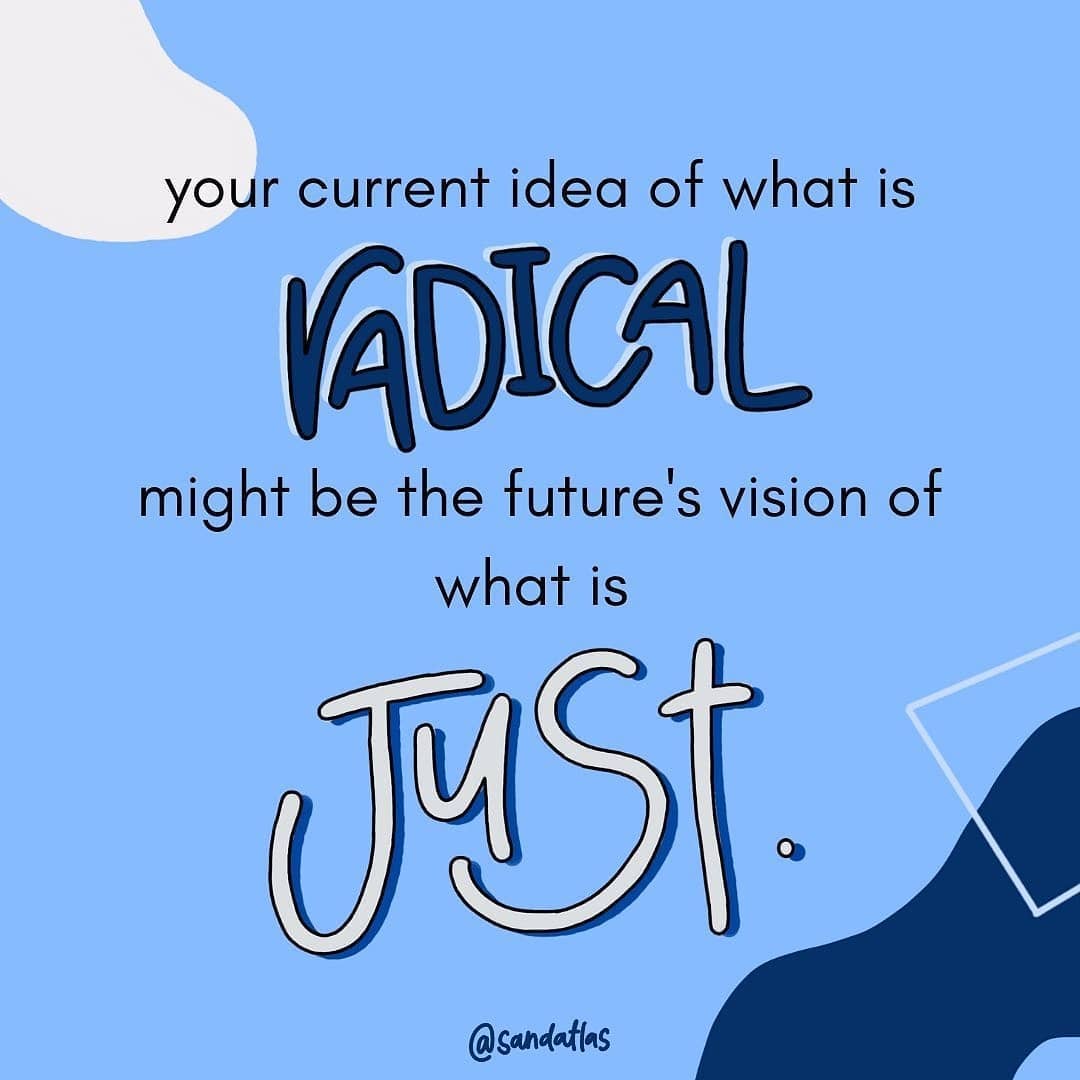 your current idea of what is
rADICAL
might be the future's vision of
what is
JuSt.
@sandatlas